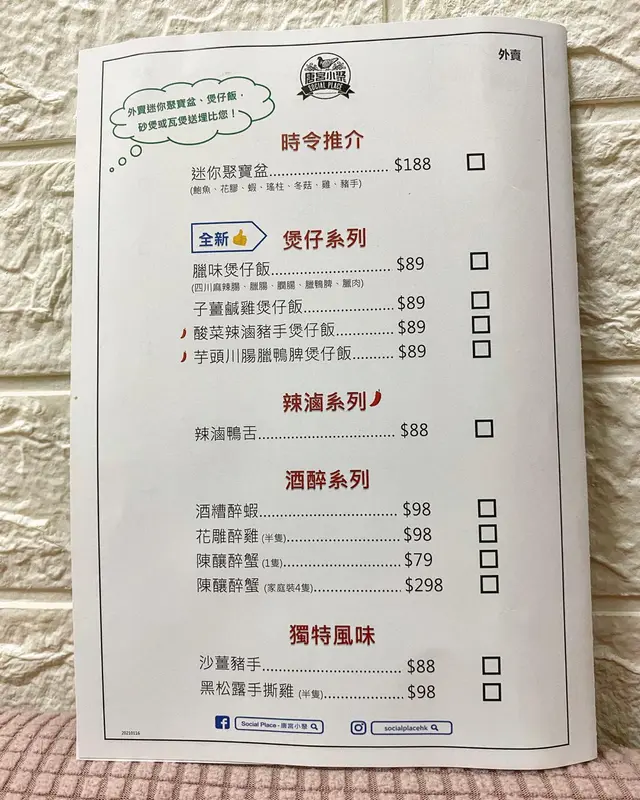 外賣
唐宮小聚
SOCIAL PLACE
外買迷你聚寶盆、煲仔飯、
砂煲或瓦煲送埋比您！
時令推介
迷你聚寶盆 $188
(鮑魚、花膠、蝦、瑤柱、冬菇、雞、豬手)
全新 煲仔系列
臘味煲仔飯 $89
(四川麻辣腸、臘腸、膶腸、臘鴨脾、臘肉)
子薑鹹雞煲仔飯 $89
酸菜辣滷豬手煲仔飯 $89
芋頭川腸臘鴨脾煲仔飯 $89
辣滷系列
辣滷鴨舌 $88
酒醉系列
酒糟醉蝦 $98
花雕醉雞 (半隻) $98
陳釀醉蟹 (1隻) $79
陳釀醉蟹 (家庭裝4隻) $298
獨特風味
沙薑豬手 $88
黑松露手撕雞 (半隻) $98
Social Place - 唐宮小聚
socialplacehk
20210116